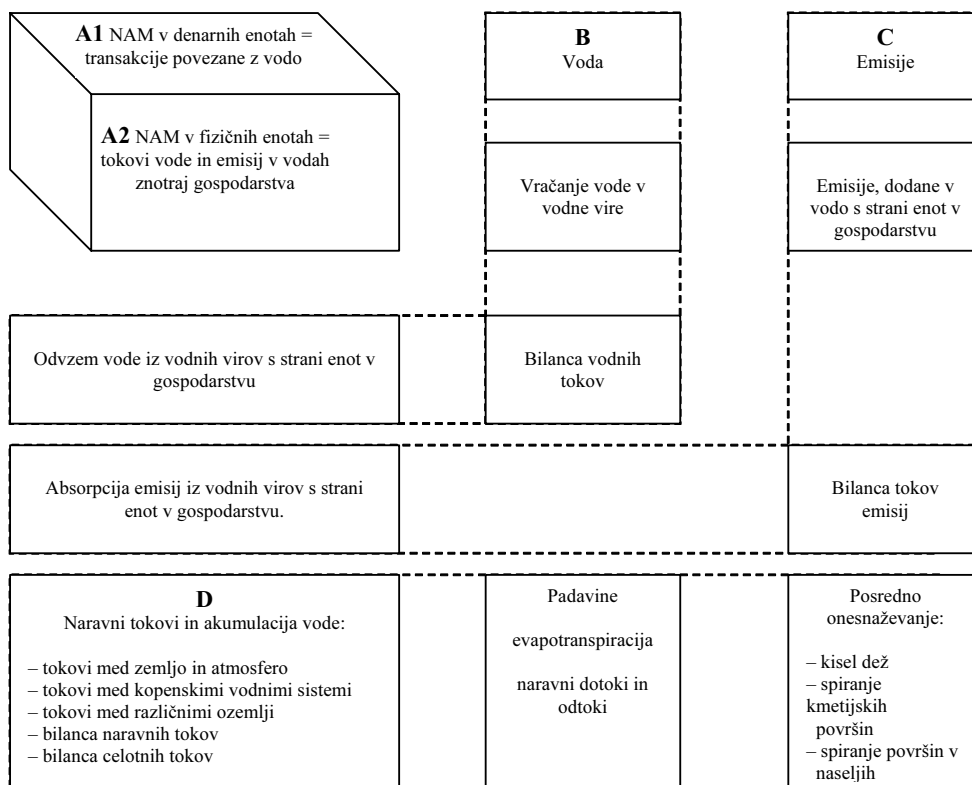 A1 NAM v denarnih enotah =
transakcije povezane z vodo
A2 NAM v fizičnih enotah =
tokovi vode in emisij v vodah
znotraj gospodarstva
B
Voda
C
Emisije
Vračanje vode v
vodne vire
Emisije, dodane v
vodo s strani enot v
gospodarstvu
Odvzem vode iz vodnih virov s strani enot v
gospodarstvu
Bilanca vodnih
tokov
Absorpcija emisij iz vodnih virov s strani
enot v gospodarstvu.
Bilanca tokov
emisij
D
Naravni tokovi in akumulacija vode:
– tokovi med zemljo in atmosfero
– tokovi med kopenskimi vodnimi sistemi
– tokovi med različnimi ozemlji
– bilanca naravnih tokov
– bilanca celotnih tokov
Padavine
evapotranspiracija
naravni dotoki in
odtoki
Posredno
onesnaževanje:
– kisel dež
– spiranje
kmetijskih
površin
– spiranje površin v
naseljih